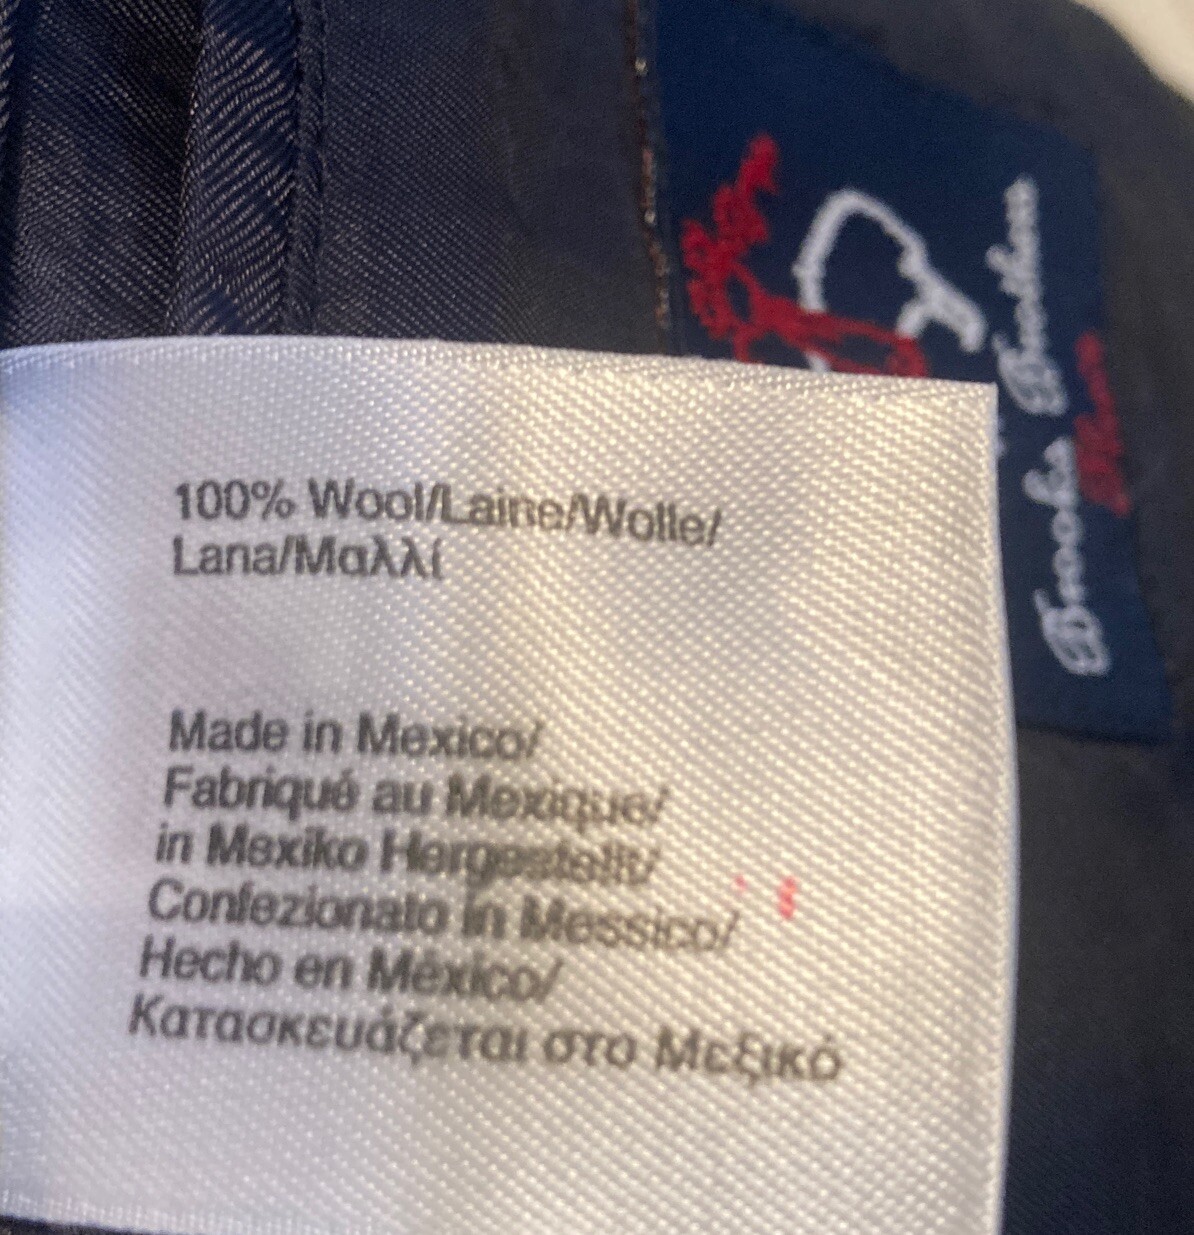 100% Wool/Laine/Wolle/
Lana/Μαλλί
Made in Mexico/
Fabriqué au Mexique/
in Mexiko Hergestellt/
Confezionato in Messico/
Hecho en México/
Κατασκευάζεται στο Μεξικό
Brooks Brothers